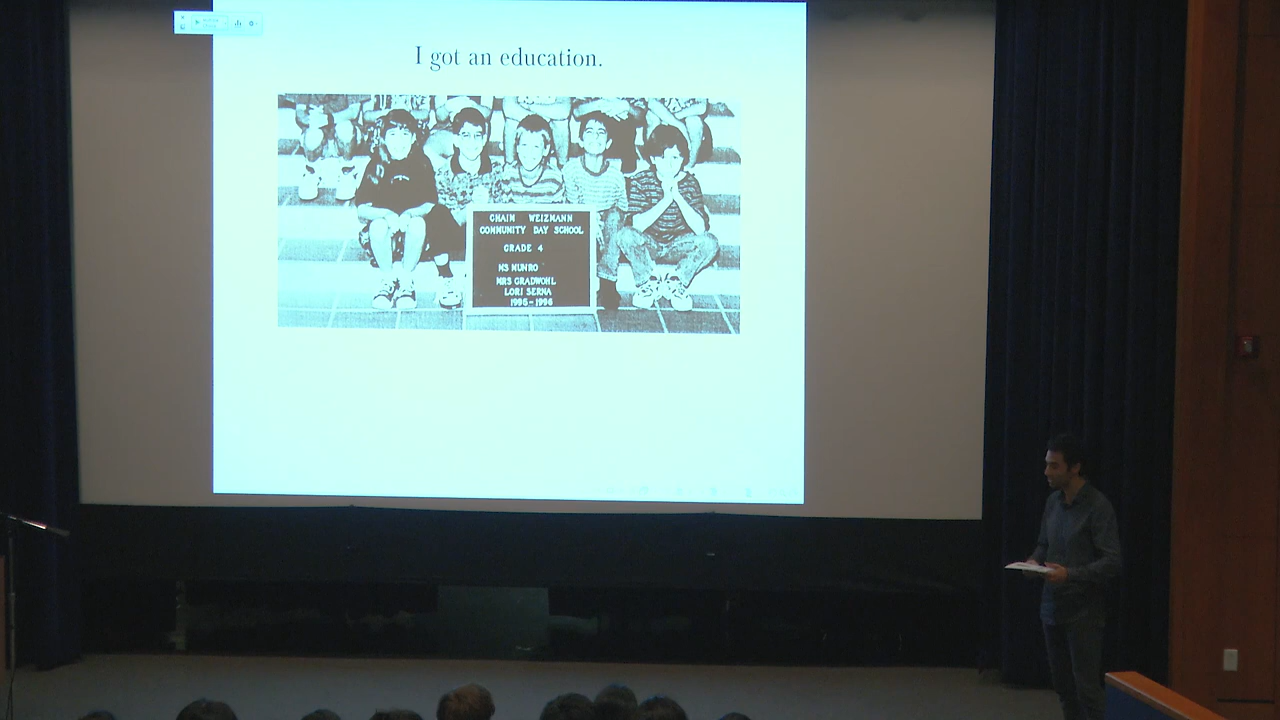 I got an education.
CHAIM WEIZMANN
COMMUNITY DAY SCHOOL
GRADE 4
MS MUNRO
MRS GRADWOHL
LORI SERNA
1995-1996